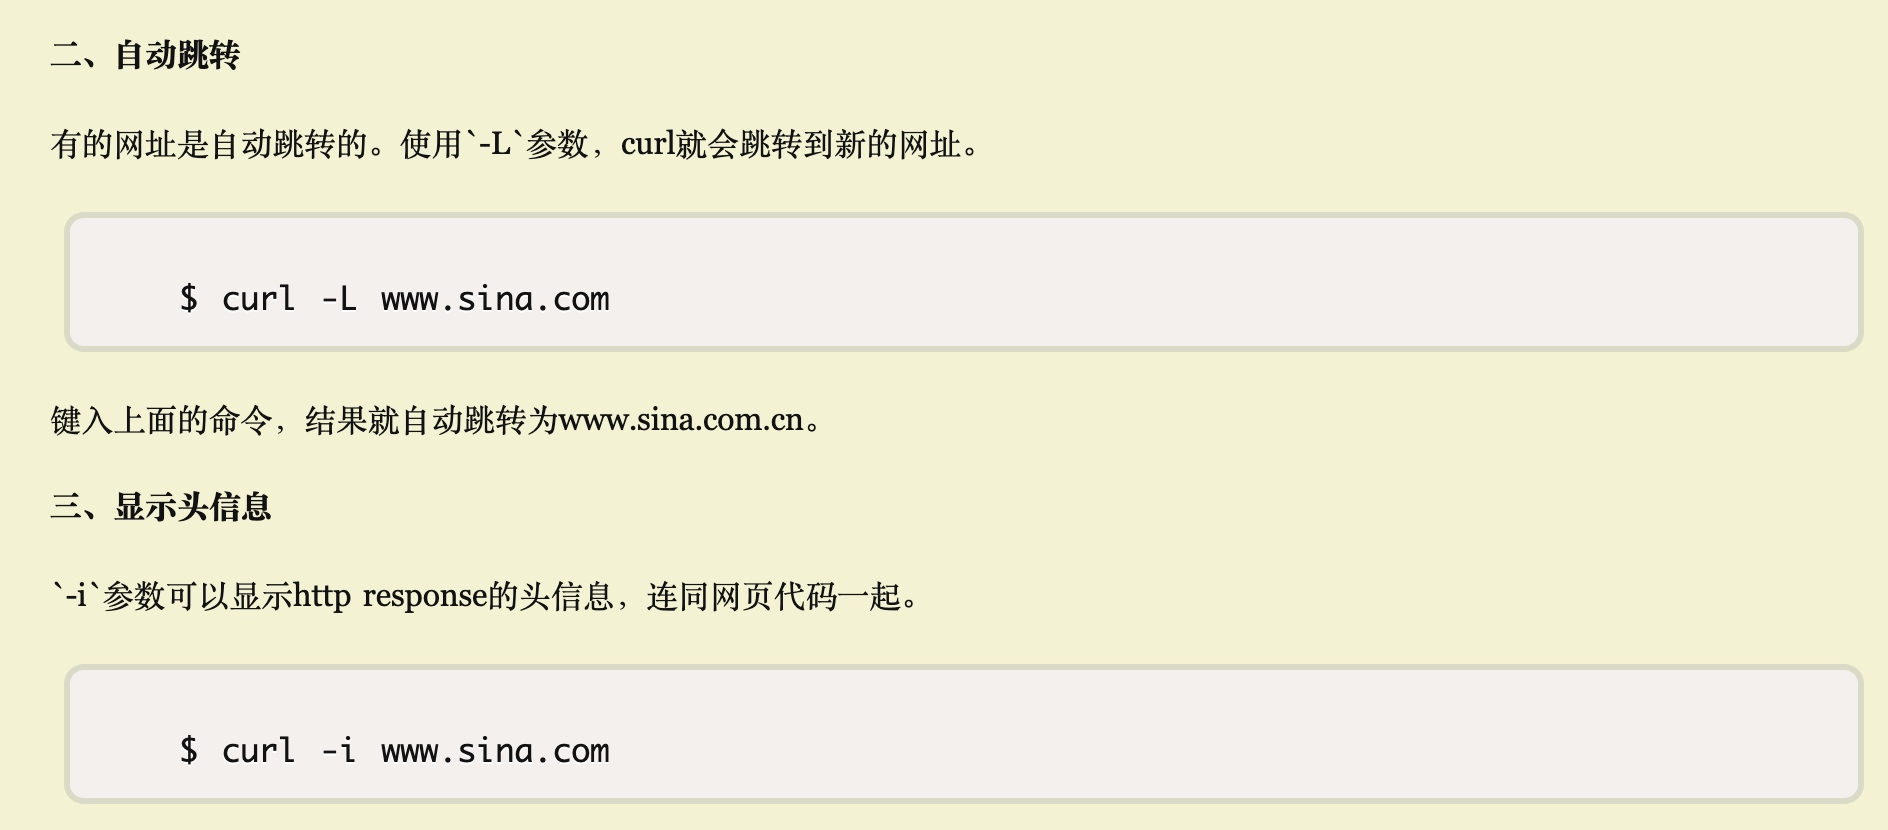 二、自动跳转
有的网址是自动跳转的。使用`-L`参数，curl就会跳转到新的网址。
$ curl -L www.sina.com
键入上面的命令，结果就自动跳转为www.sina.com.cn。
三、显示头信息
`-i`参数可以显示http response的头信息，连同网页代码一起。
$ curl -i www.sina.com